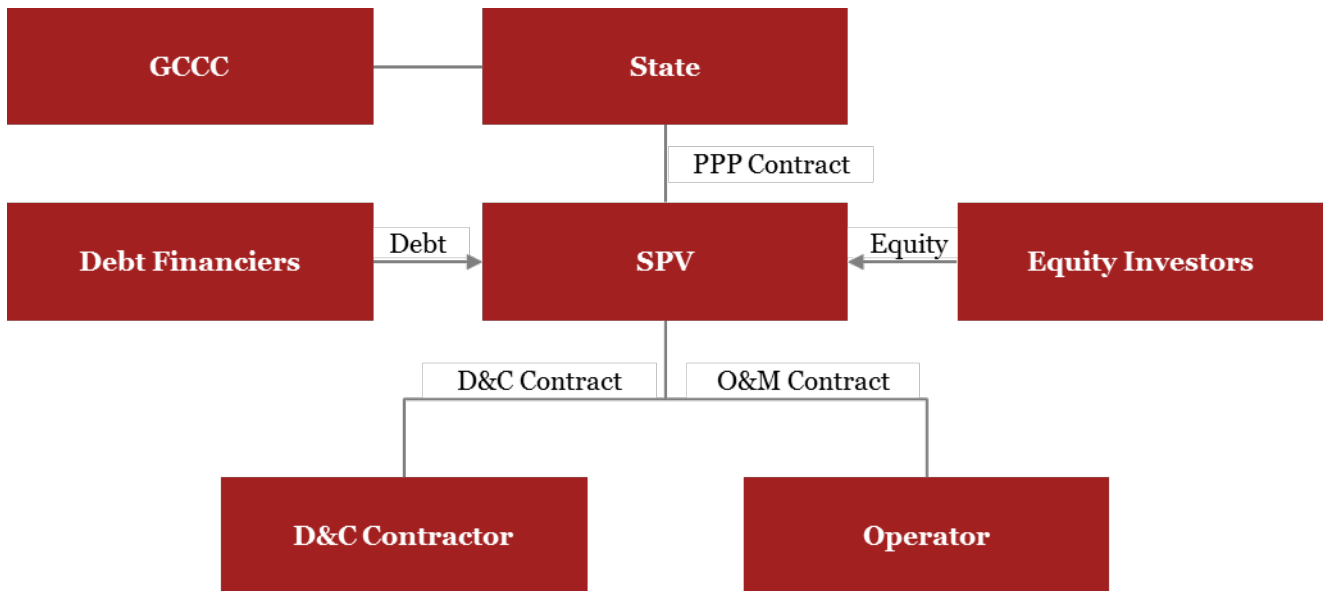 GCCC
State
PPP Contract
Debt Financiers
Debt
SPV
Equity
Equity Investors
D&C Contract
O&M Contract
D&C Contractor
Operator